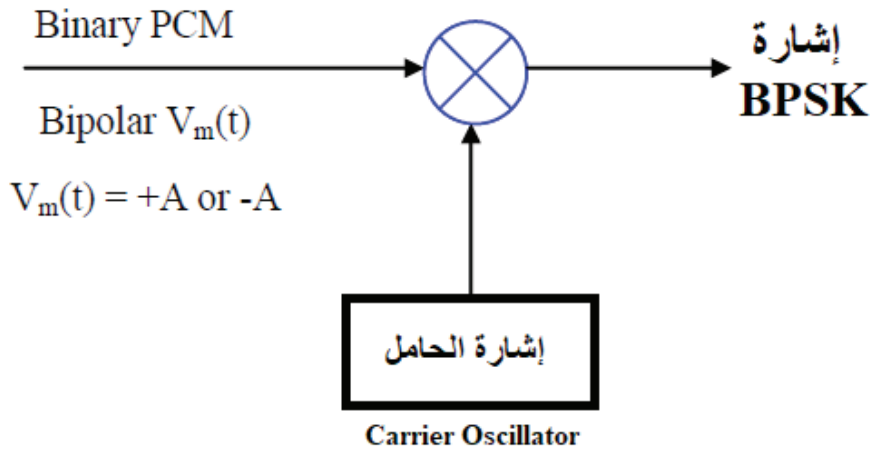 Binary PCM
Bipolar Vm(t)
Vm(t) = +A or -A
إشارة
BPSK
إشارة الحامل
Carrier Oscillator